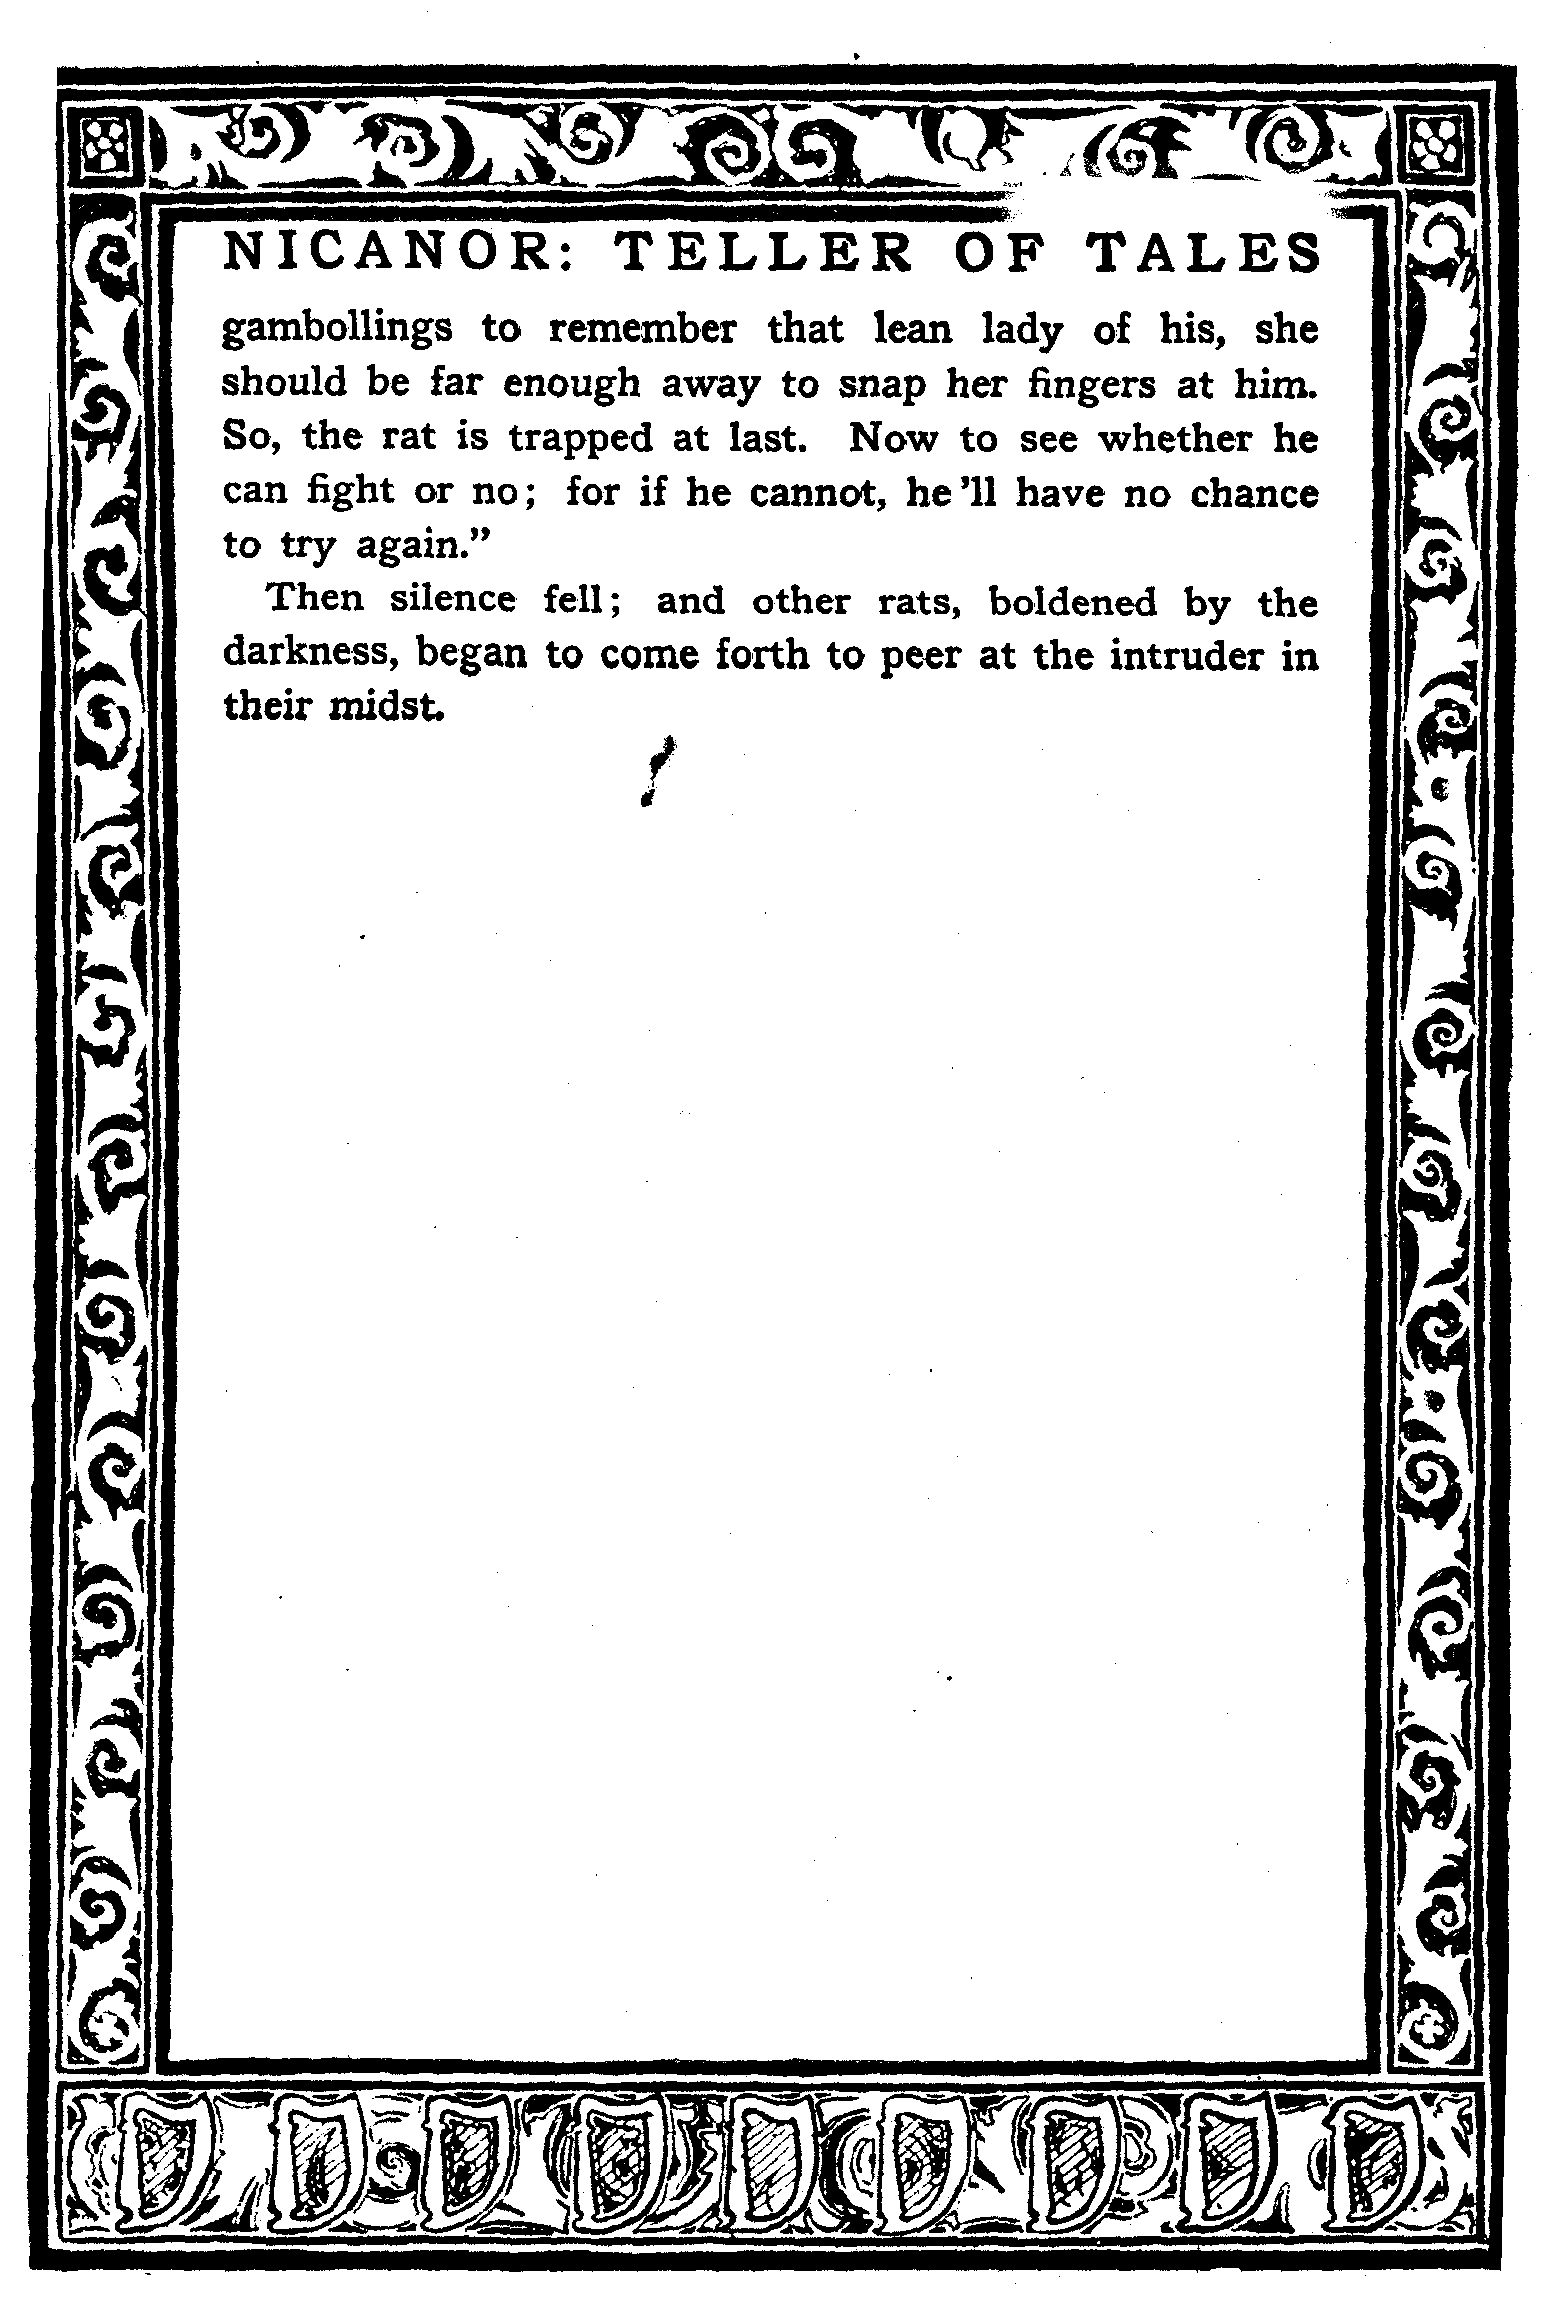 NICANOR: TELLER OF TALES
gambollings to remember that lean lady of his, she
should be far enough away to snap her fingers at him.
So, the rat is trapped at last. Now to see whether he
can fight or no; for if he cannot, he'll have no chance
to try again.”
Then silence fell; and other rats, boldened by the
darkness, began to come forth to peer at the intruder in
their midst.